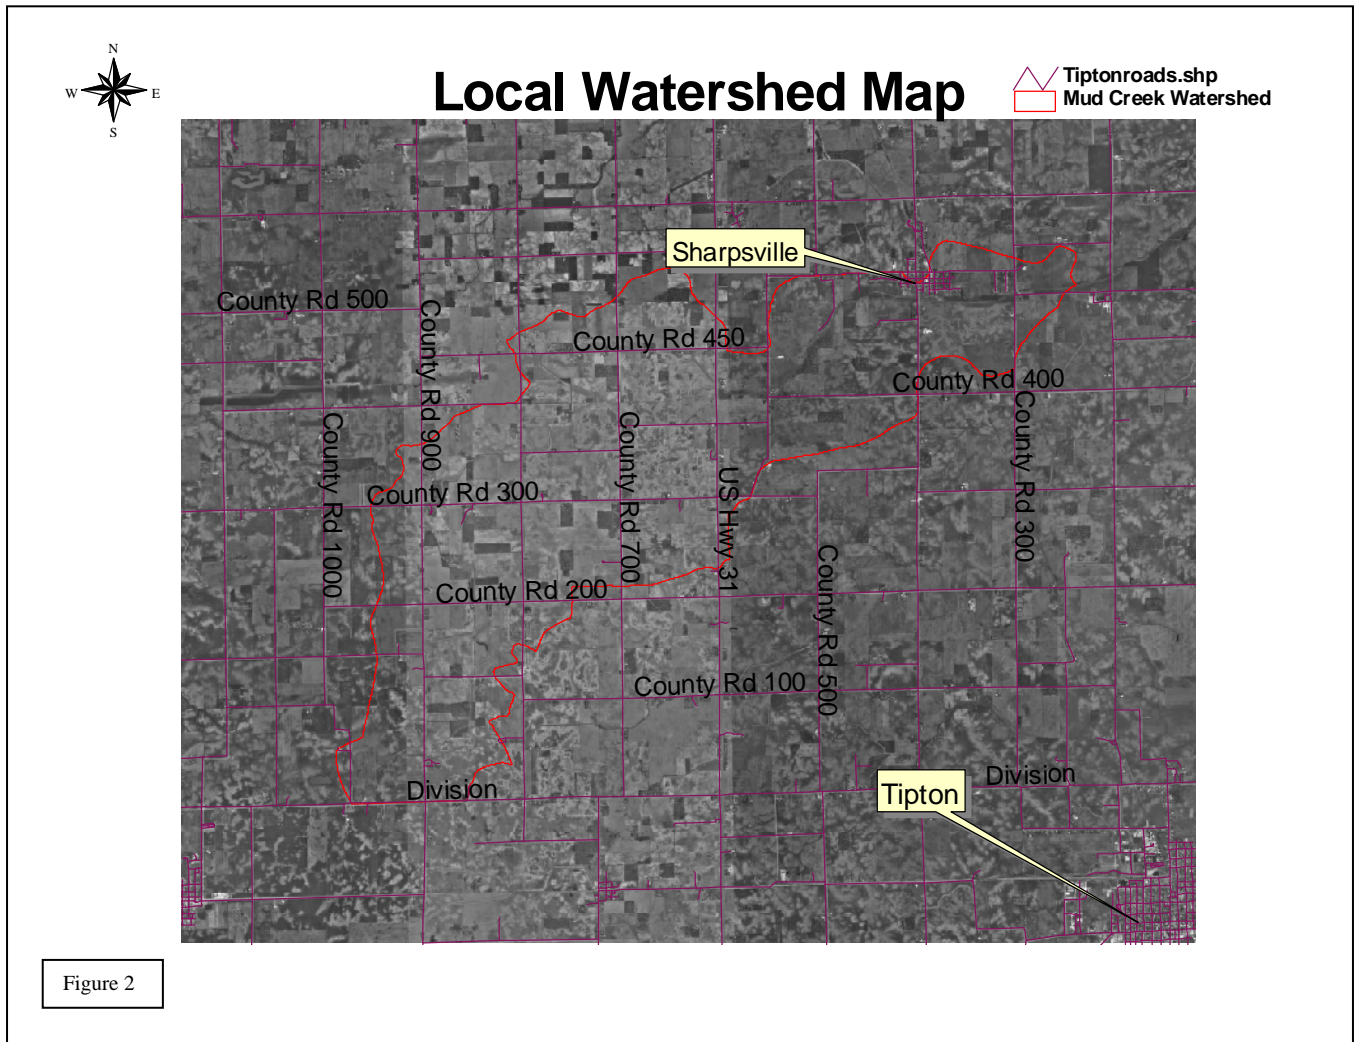 N
W E
S
Local Watershed Map
Tiptonroads.shp
Mud Creek Watershed
Sharpsville
County Rd 500
County Rd 900
County Rd 450
County Rd 400
County Rd 1000
County Rd 300
County Rd 700
US Hwy 31
County Rd 300
County Rd 200
County Rd 500
County Rd 100
Division
Division
Tipton
Figure 2